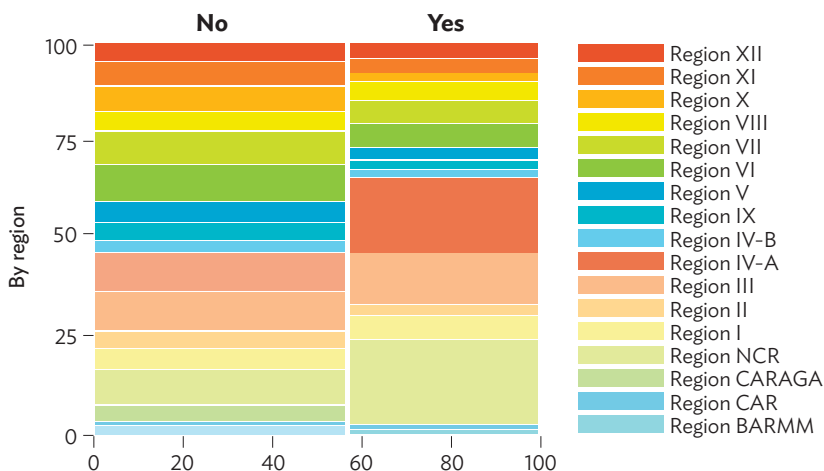 No Yes
100
75
50
25
0
By region
0 20 40 60 80 100
Region XII
Region XI
Region X
Region VIII
Region VII
Region VI
Region V
Region IX
Region IV-B
Region IV-A
Region III
Region II
Region I
Region NCR
Region CARAGA
Region CAR
Region BARMM